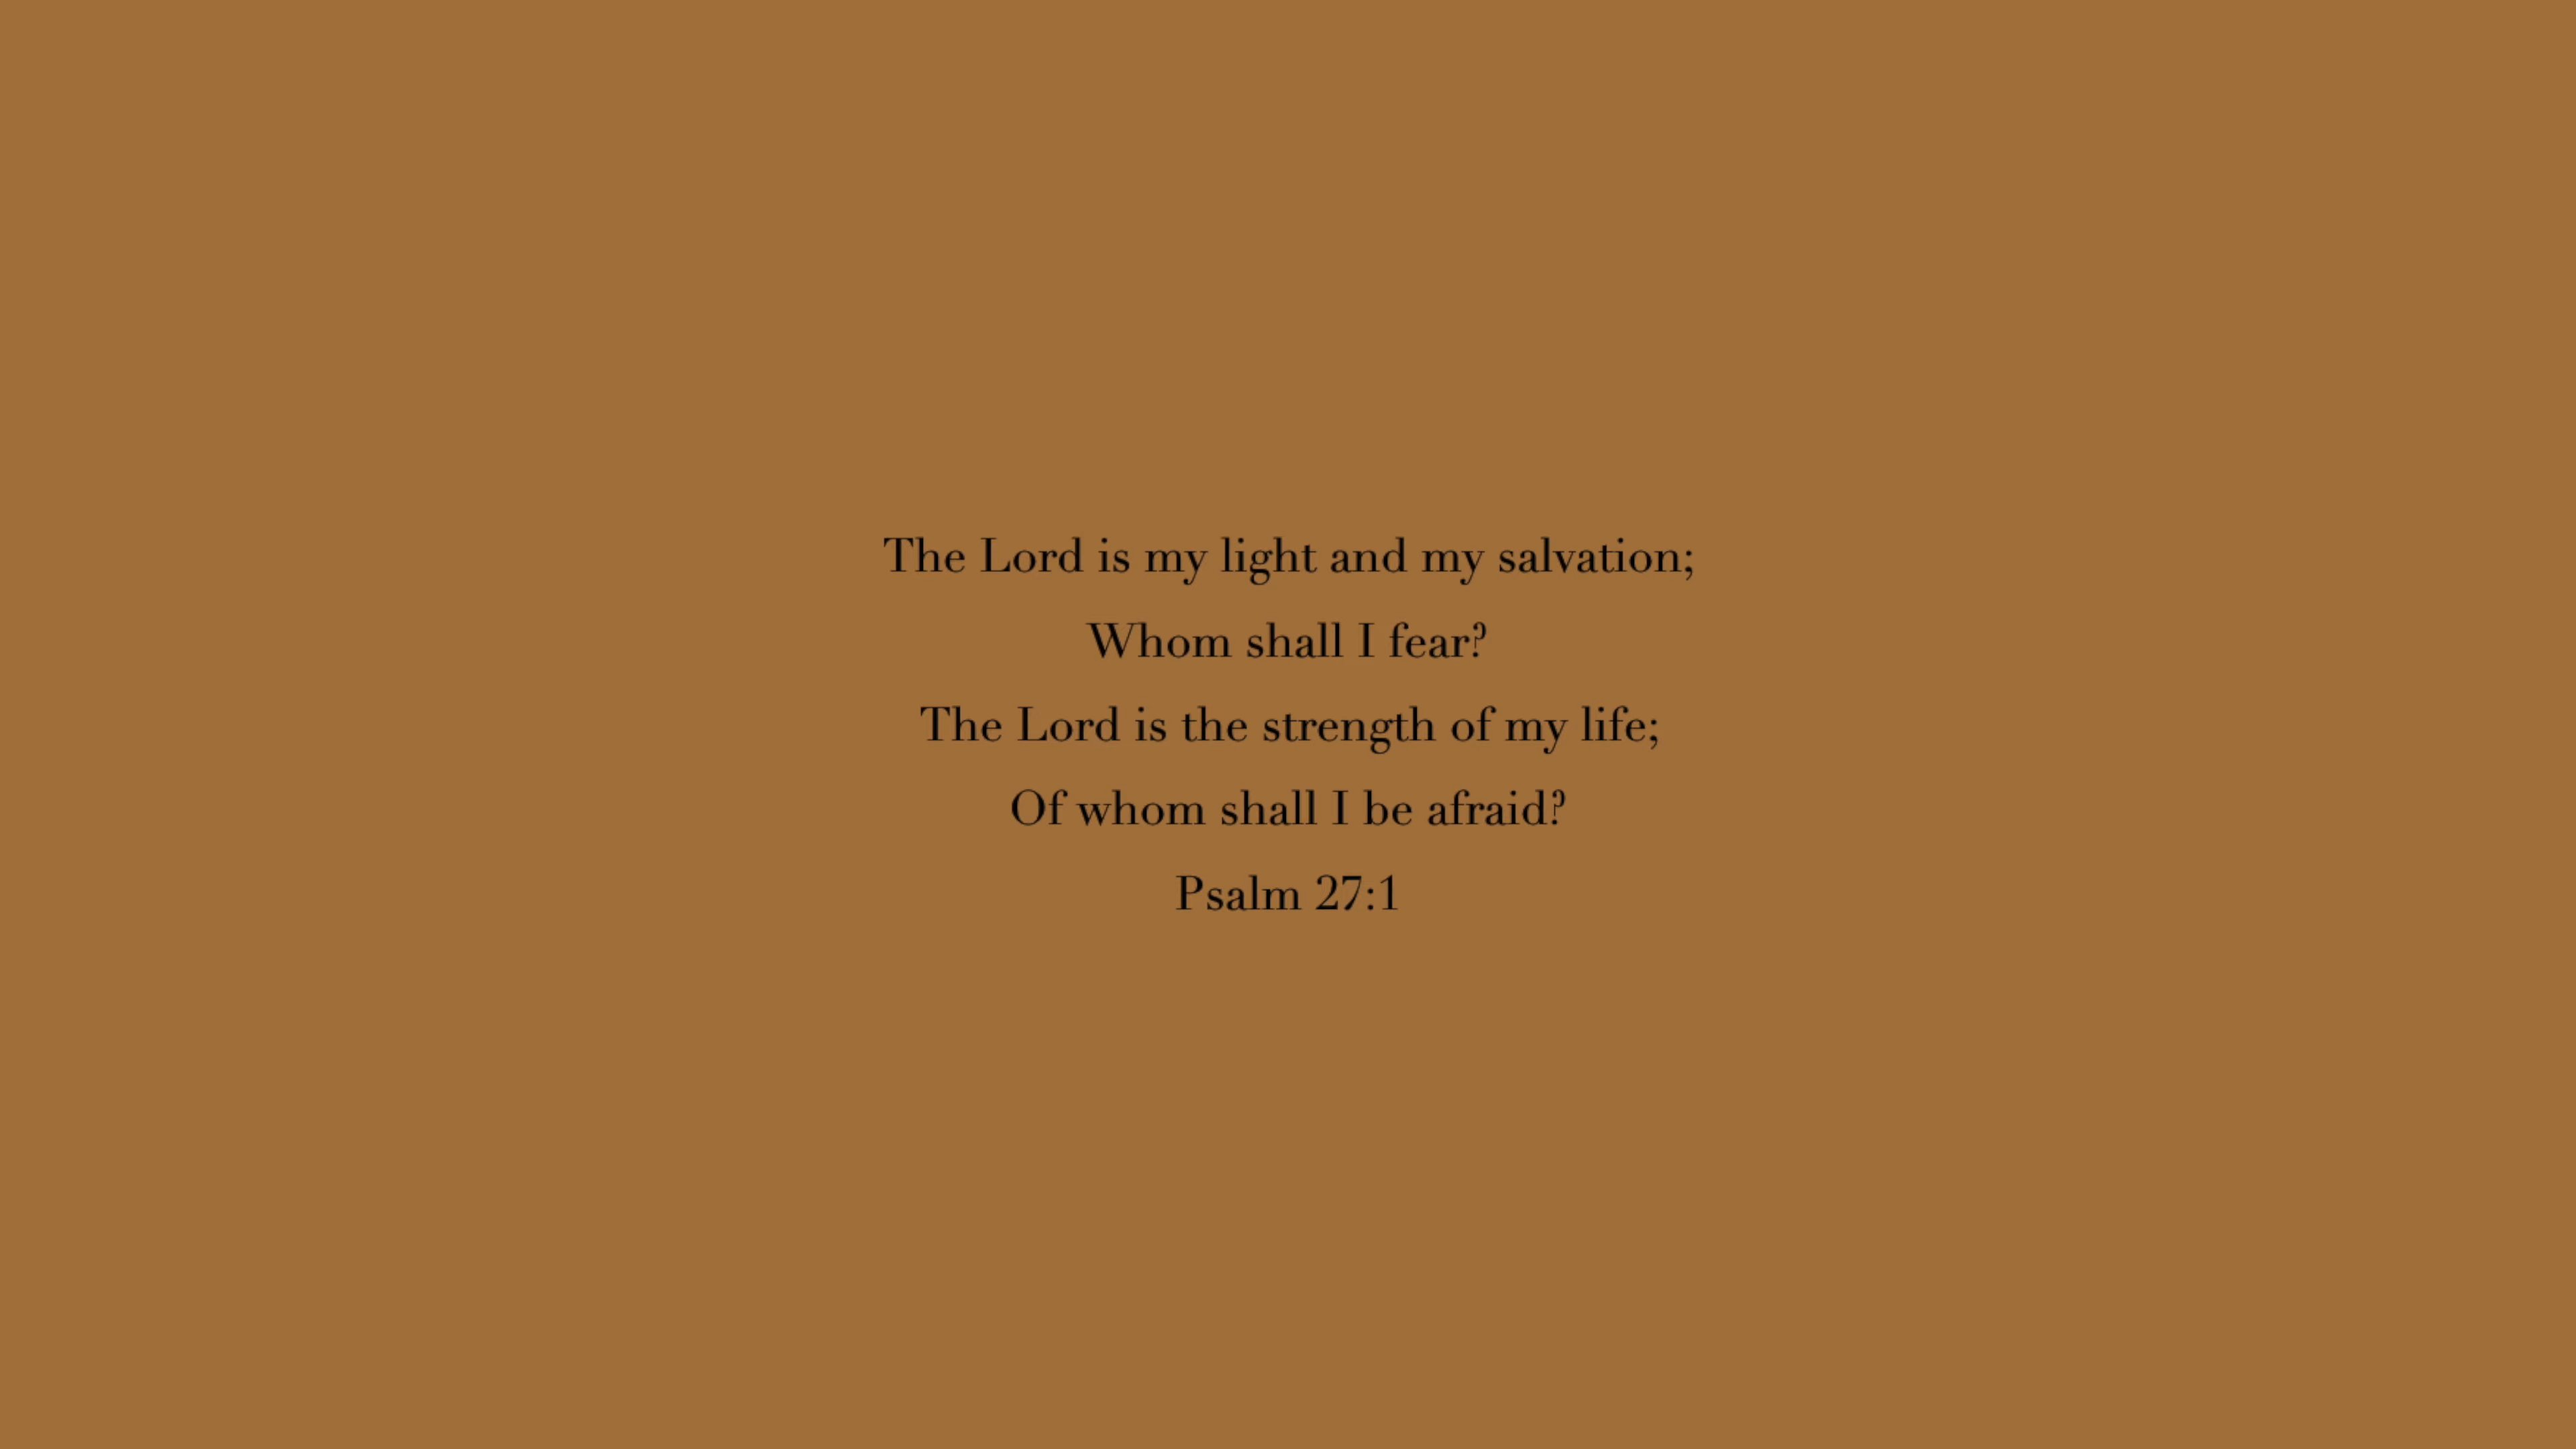 The Lord is my light and my salvation;
Whom shall I fear?
The Lord is the strength of my life;
Of whom shall I be afraid?
Psalm 27:1